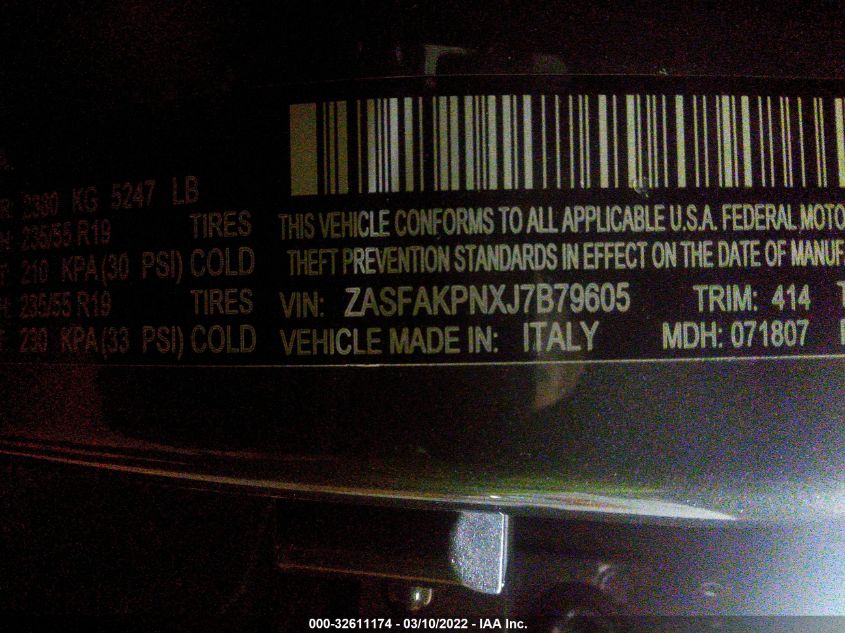 2380 KG 5247 LB
235/55 R19 TIRES
210 KPA (30 PSI) COLD
235/55 R19 TIRES
230 KPA (33 PSI) COLD
THIS VEHICLE CONFORMS TO ALL APPLICABLE U.S.A. FEDERAL MOTO
THEFT PREVENTION STANDARDS IN EFFECT ON THE DATE OF MANUF
VIN: ZASFAKPNXJ7B79605 TRIM: 414
VEHICLE MADE IN: ITALY MDH: 071807
000-32611174 - 03/10/2022 - IAA Inc.